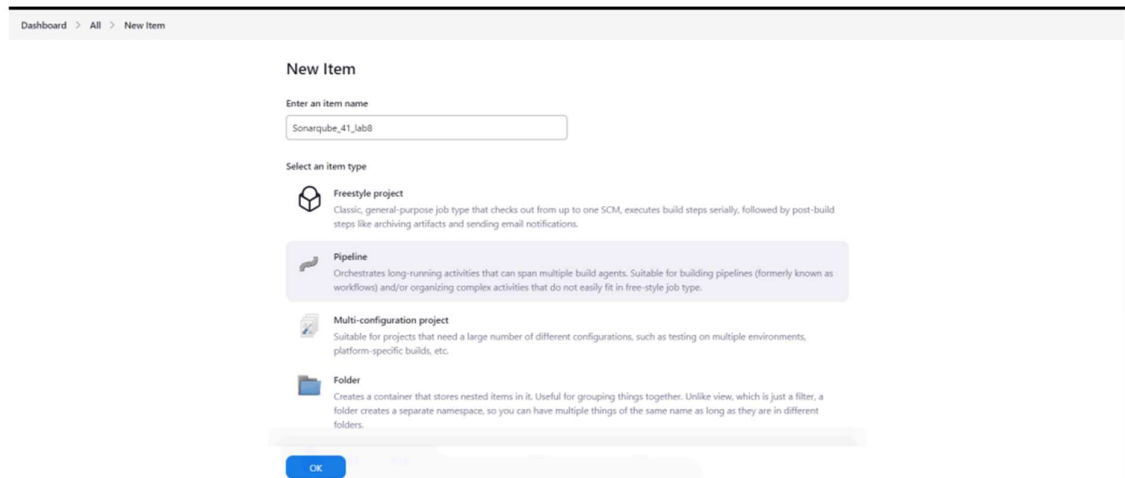 Dashboard > All > New Item
New Item
Enter an item name
Sonarqube_41_lab8
Select an item type
Freestyle project
Classic, general-purpose job type that checks out from up to one SCM, executes build steps serially, followed by post-build
steps like archiving artifacts and sending email notifications.
Pipeline
Orchestrates long-running activities that can span multiple build agents. Suitable for building pipelines (formerly known as
workflows) and/or organizing complex activities that do not easily fit in free-style job type.
Multi-configuration project
Suitable for projects that need a large number of different configurations, such as testing on multiple environments,
platform-specific builds, etc.
Folder
Creates a container that stores nested items in it. Useful for grouping things together. Unlike view, which is just a filter, a
folder creates a separate namespace, so you can have multiple things of the same name as long as they are in different
folders.
OK